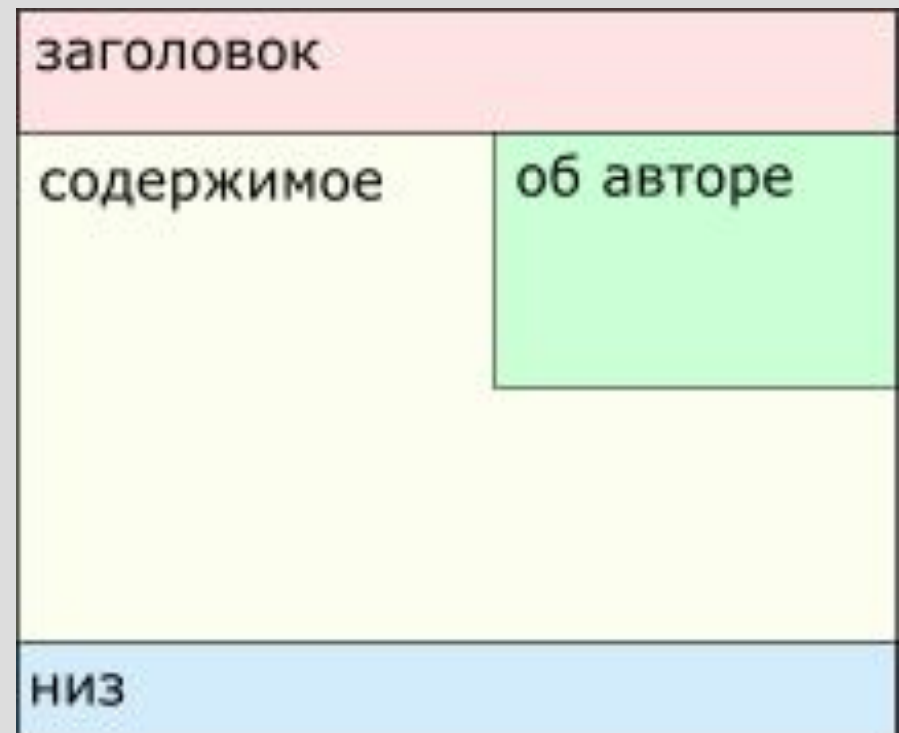 заголовок
содержимое
об авторе
низ